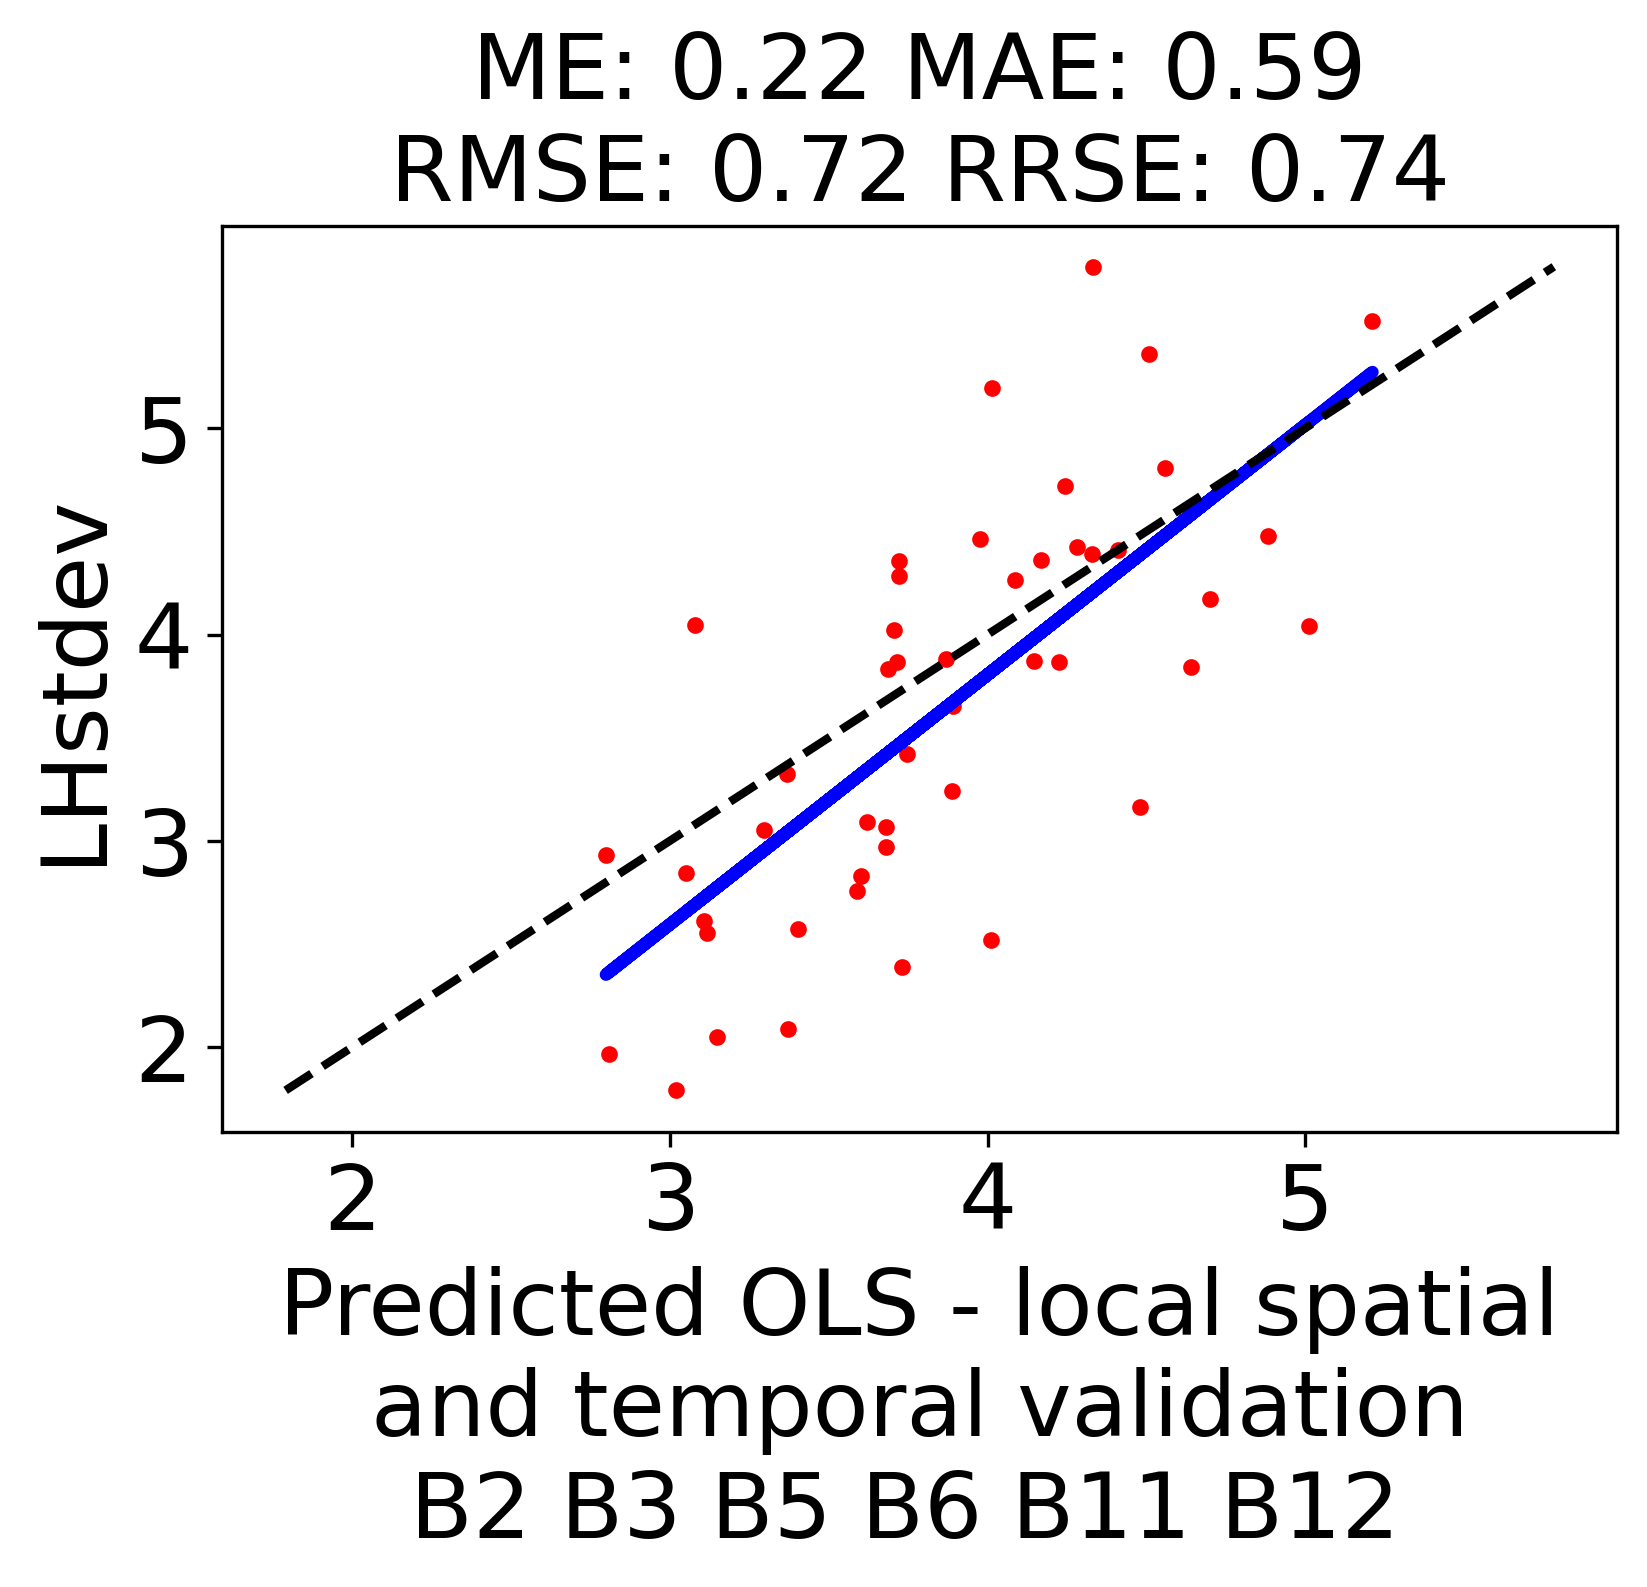 ME: 0.22 MAE: 0.59
RMSE: 0.72 RRSE: 0.74
LHstdev
5
4
3
2
2 3 4 5
Predicted OLS - local spatial
and temporal validation
B2 B3 B5 B6 B11 B12